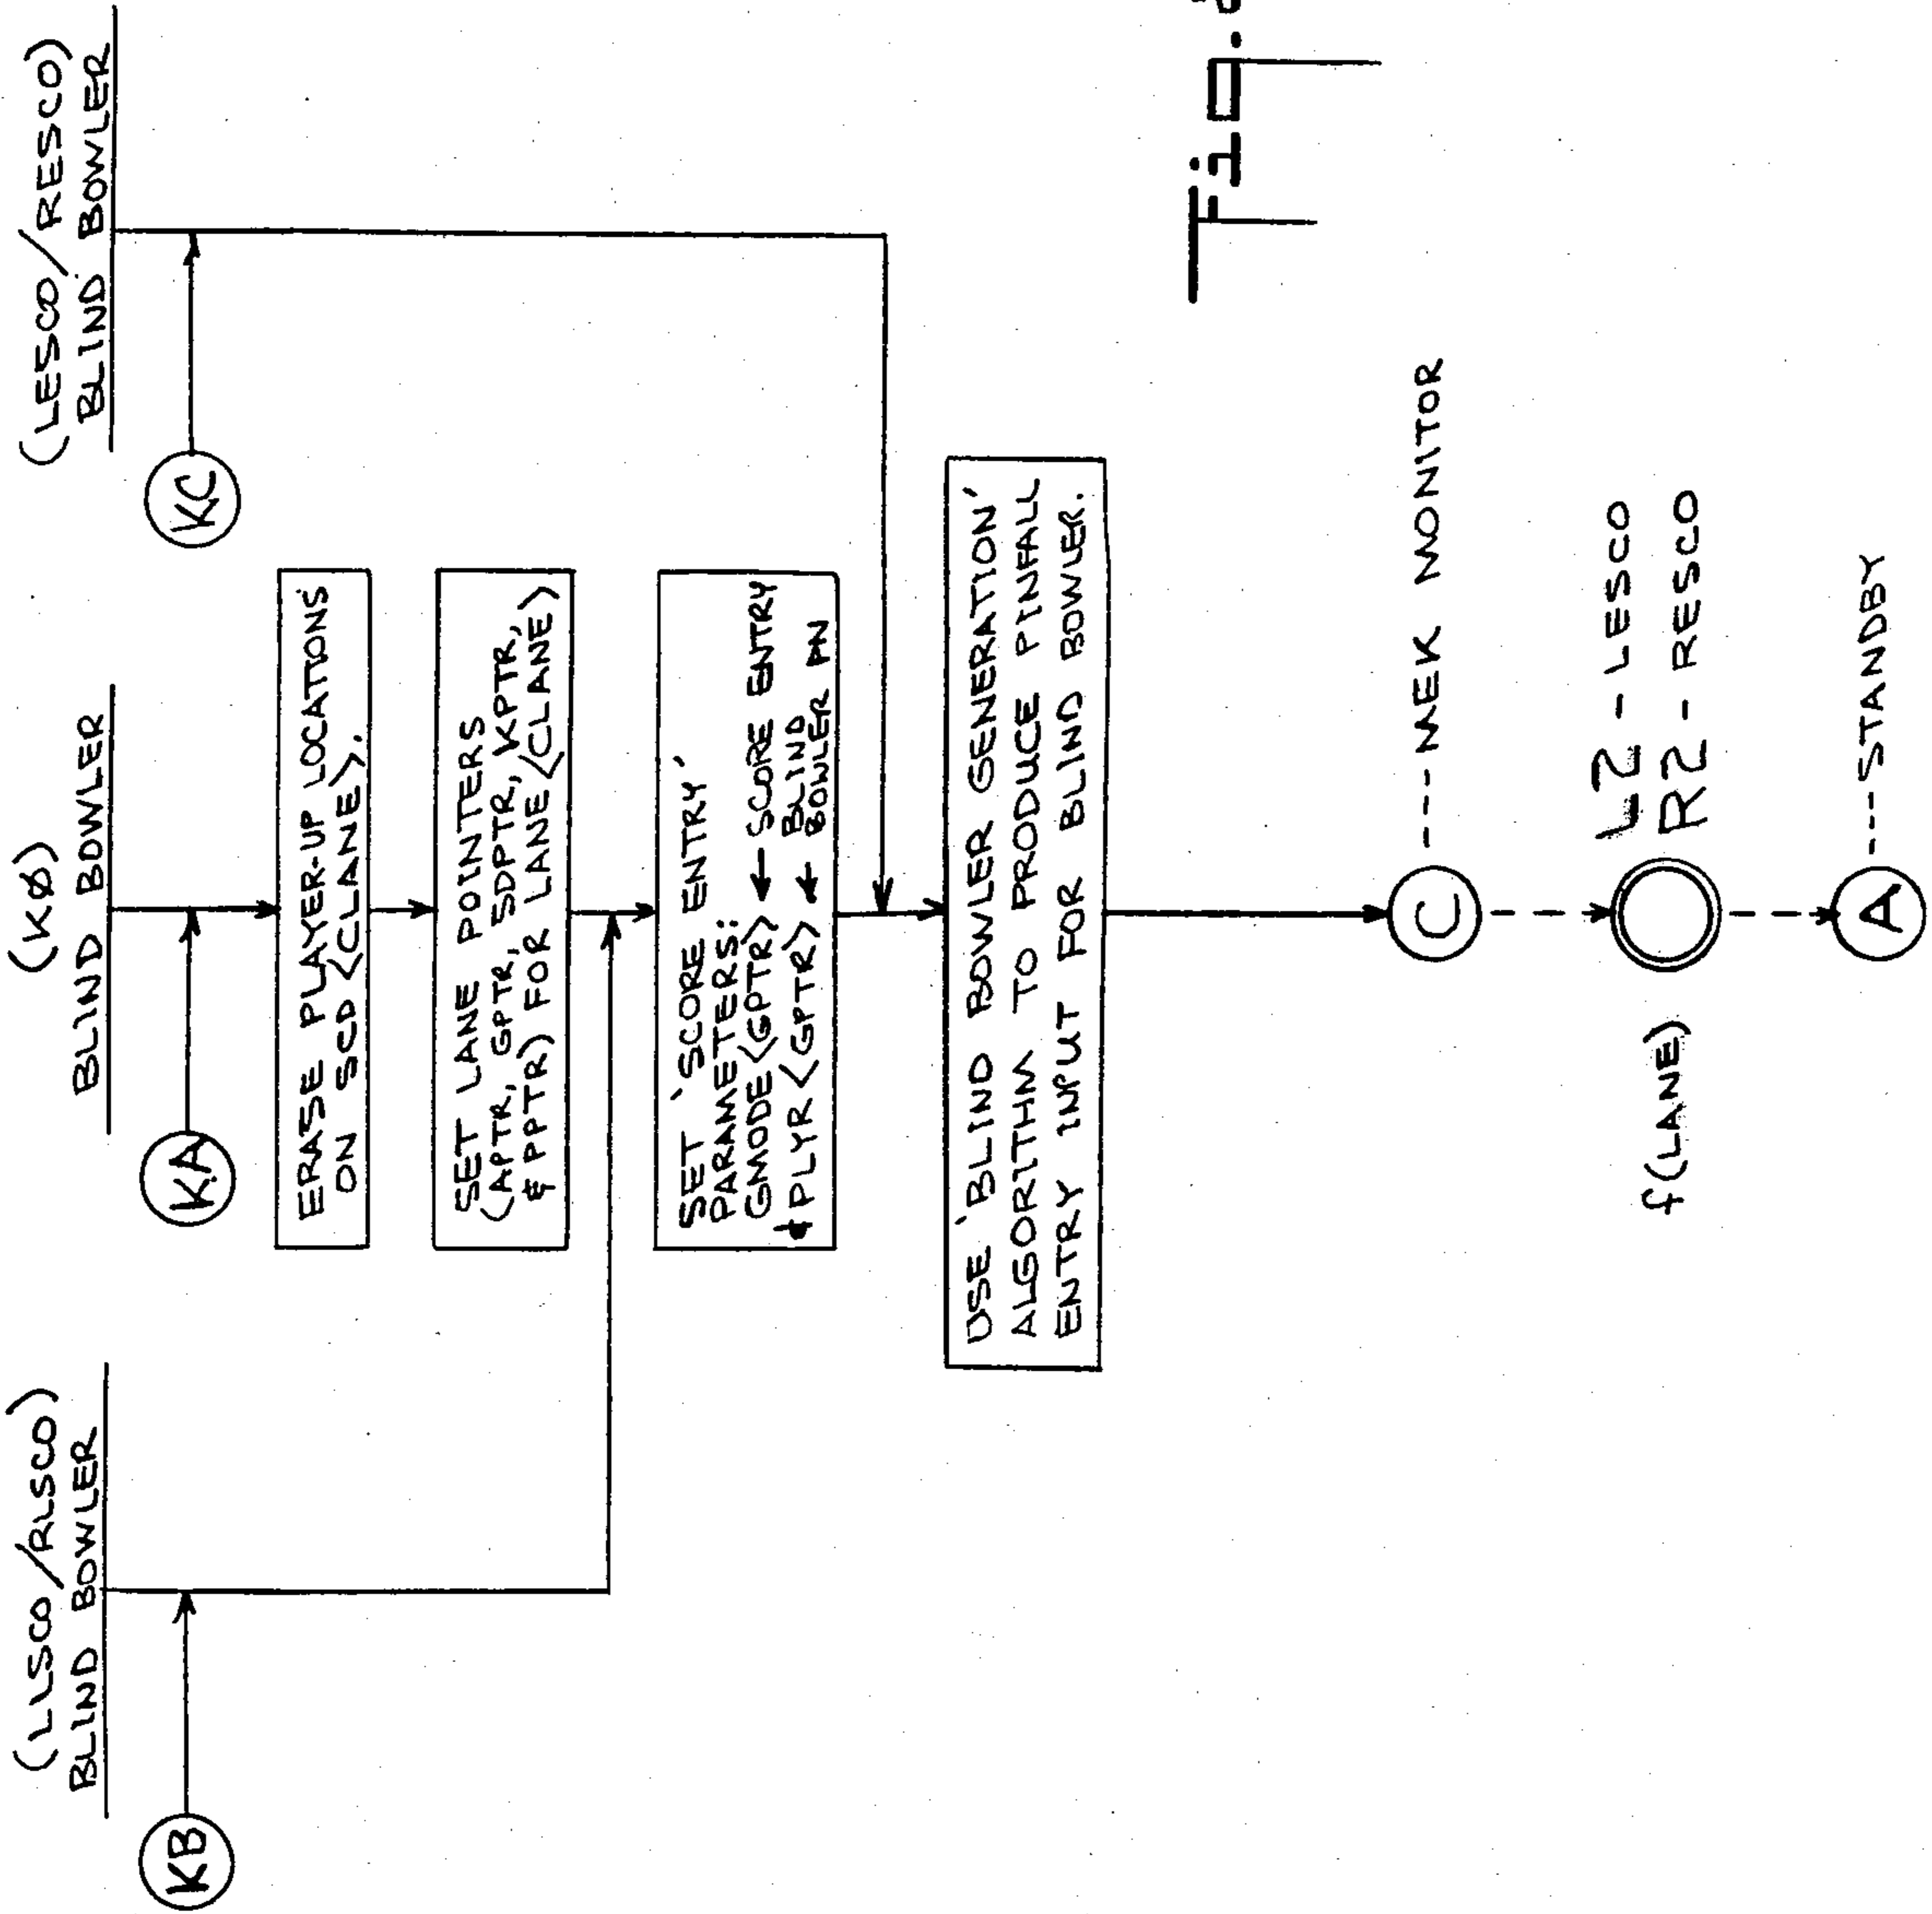 (LLSCO/RLSCO)
BLIND BOWLER
KB
(KØ)
BLIND BOWLER
KA
(LESCO/RESCO)
BLIND BOWLER
KC
ERASE PLAYER-UP LOCATIONS
ON SCD <CLANE>.
SET LANE POINTERS
(APTR, GPTR, SDPTR, KPTR,
& PPTR) FOR LANE <CLANE>
SET 'SCORE ENTRY'
PARAMETERS:
GMODE <GPTR> ← SCORE ENTRY
& PLYR <GPTR> ← BLIND
BOWLER PN
USE 'BLIND BOWLER GENERATION'
ALGORITHM TO PRODUCE PINFALL
ENTRY INPUT FOR BLIND BOWLER.
C ---MEK MONITOR
f(LANE)
LZ - LESCO
RZ - RESCO
A ---STANDBY